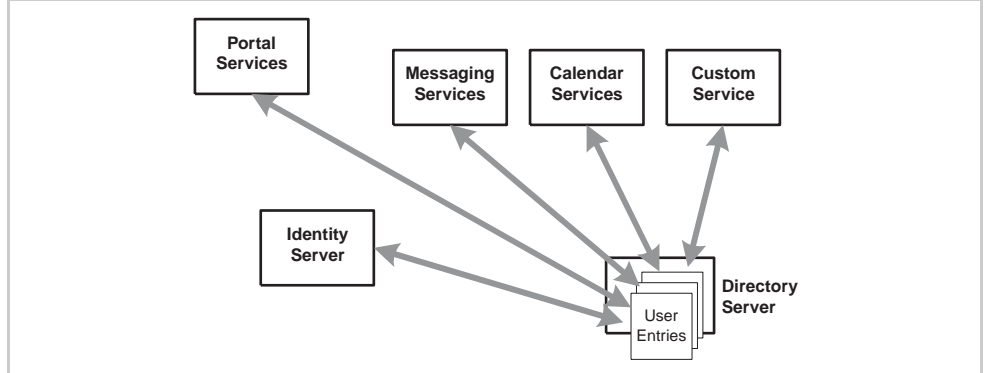 Portal
Services
Messaging
Services
Calendar
Services
Custom
Service
Identity
Server
Directory
Server
User
Entries